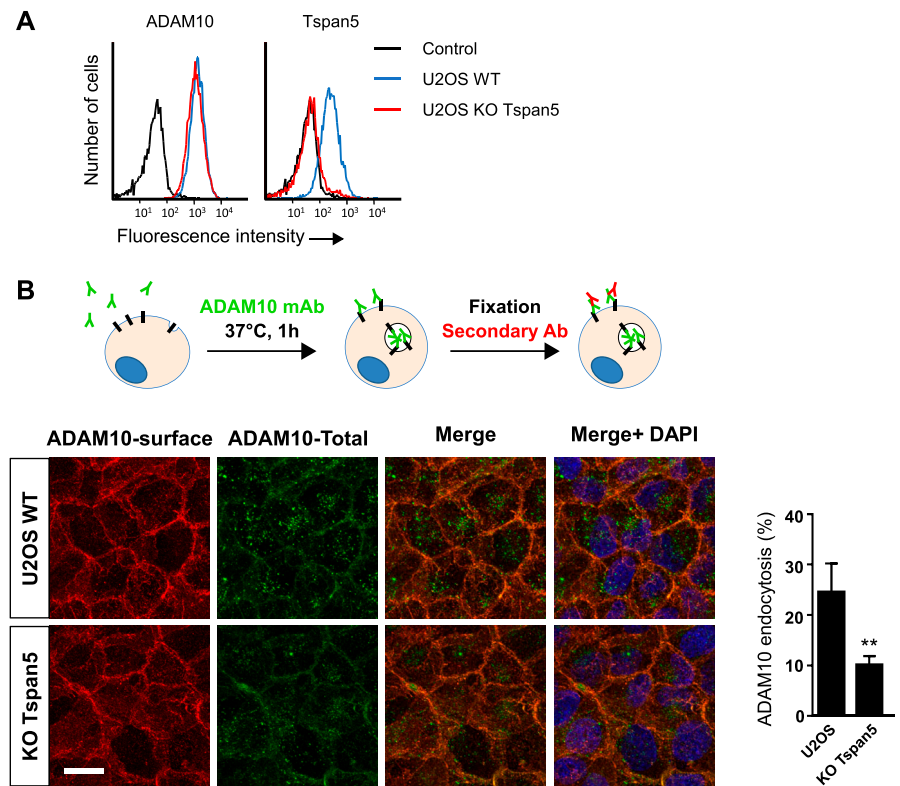 A
ADAM10
Tspan5
Number of cells
Control
U2OS WT
U2OS KO Tspan5
10¹ 10² 10³ 10⁴
10¹ 10² 10³ 10⁴
Fluorescence intensity
B
ADAM10 mAb
37°C, 1h
Fixation
Secondary Ab
ADAM10-surface
ADAM10-Total
Merge
Merge+ DAPI
U2OS WT
KO Tspan5
ADAM10 endocytosis (%)
40
30
20
10
0
**
U2OS
KO Tspan5